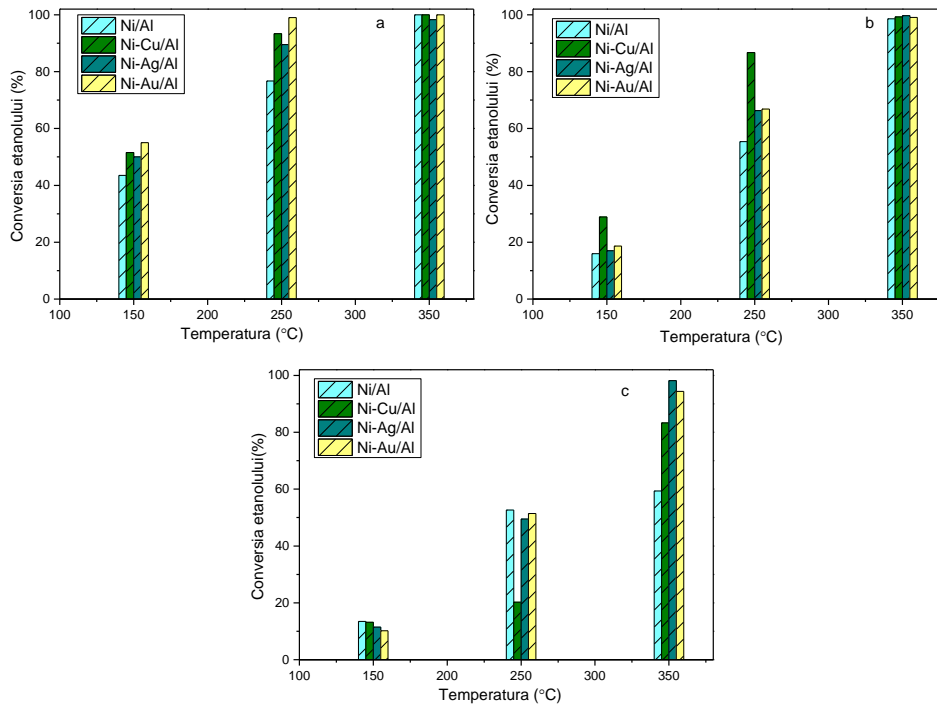 a
Ni/Al
Ni-Cu/Al
Ni-Ag/Al
Ni-Au/Al
Conversia etanolului (%)
100
80
60
40
20
0
100 150 200 250 300 350
Temperatura (°C)
b
Ni/Al
Ni-Cu/Al
Ni-Ag/Al
Ni-Au/Al
Conversia etanolului (%)
100
80
60
40
20
0
100 150 200 250 300 350
Temperatura (°C)
c
Ni/Al
Ni-Cu/Al
Ni-Ag/Al
Ni-Au/Al
Conversia etanolului(%)
100
80
60
40
20
0
100 150 200 250 300 350
Temperatura (°C)